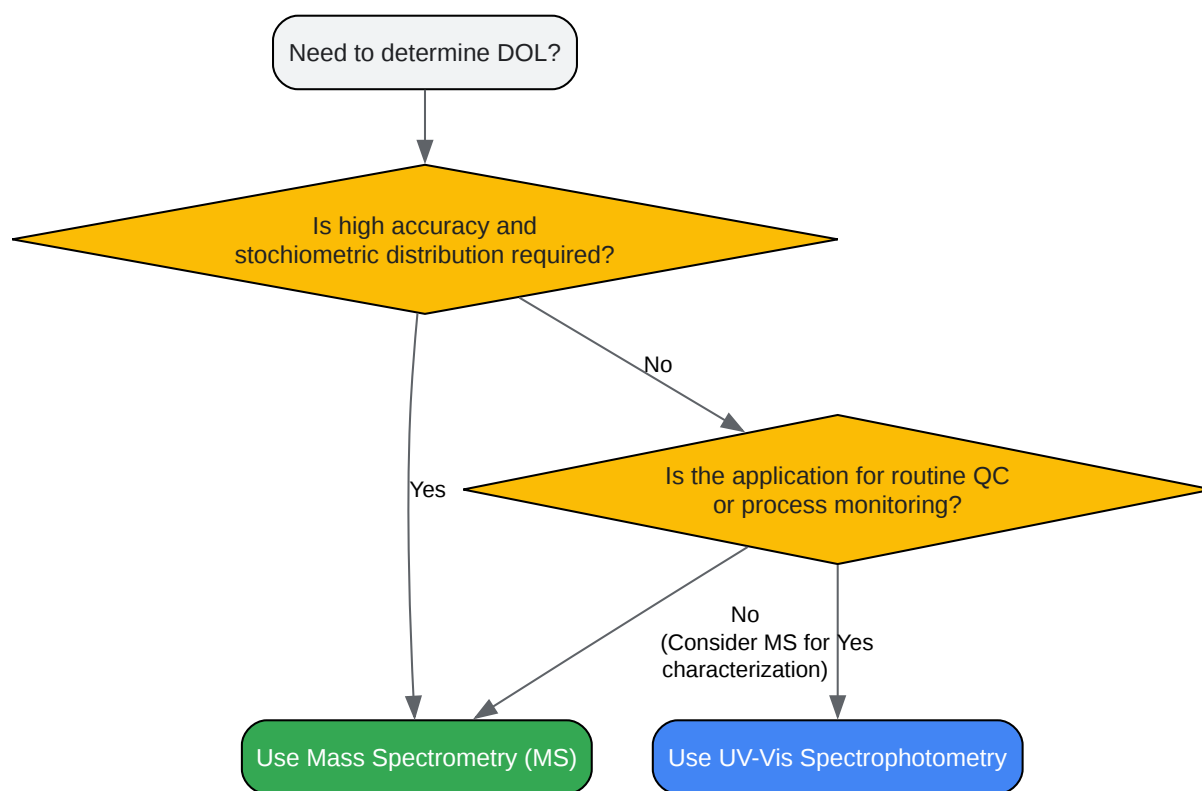 Need to determine DOL?
Is high accuracy and
stochiometric distribution required?
No
Yes
Is the application for routine QC
or process monitoring?
No
(Consider MS for
characterization)
Yes
Use Mass Spectrometry (MS)
Use UV-Vis Spectrophotometry